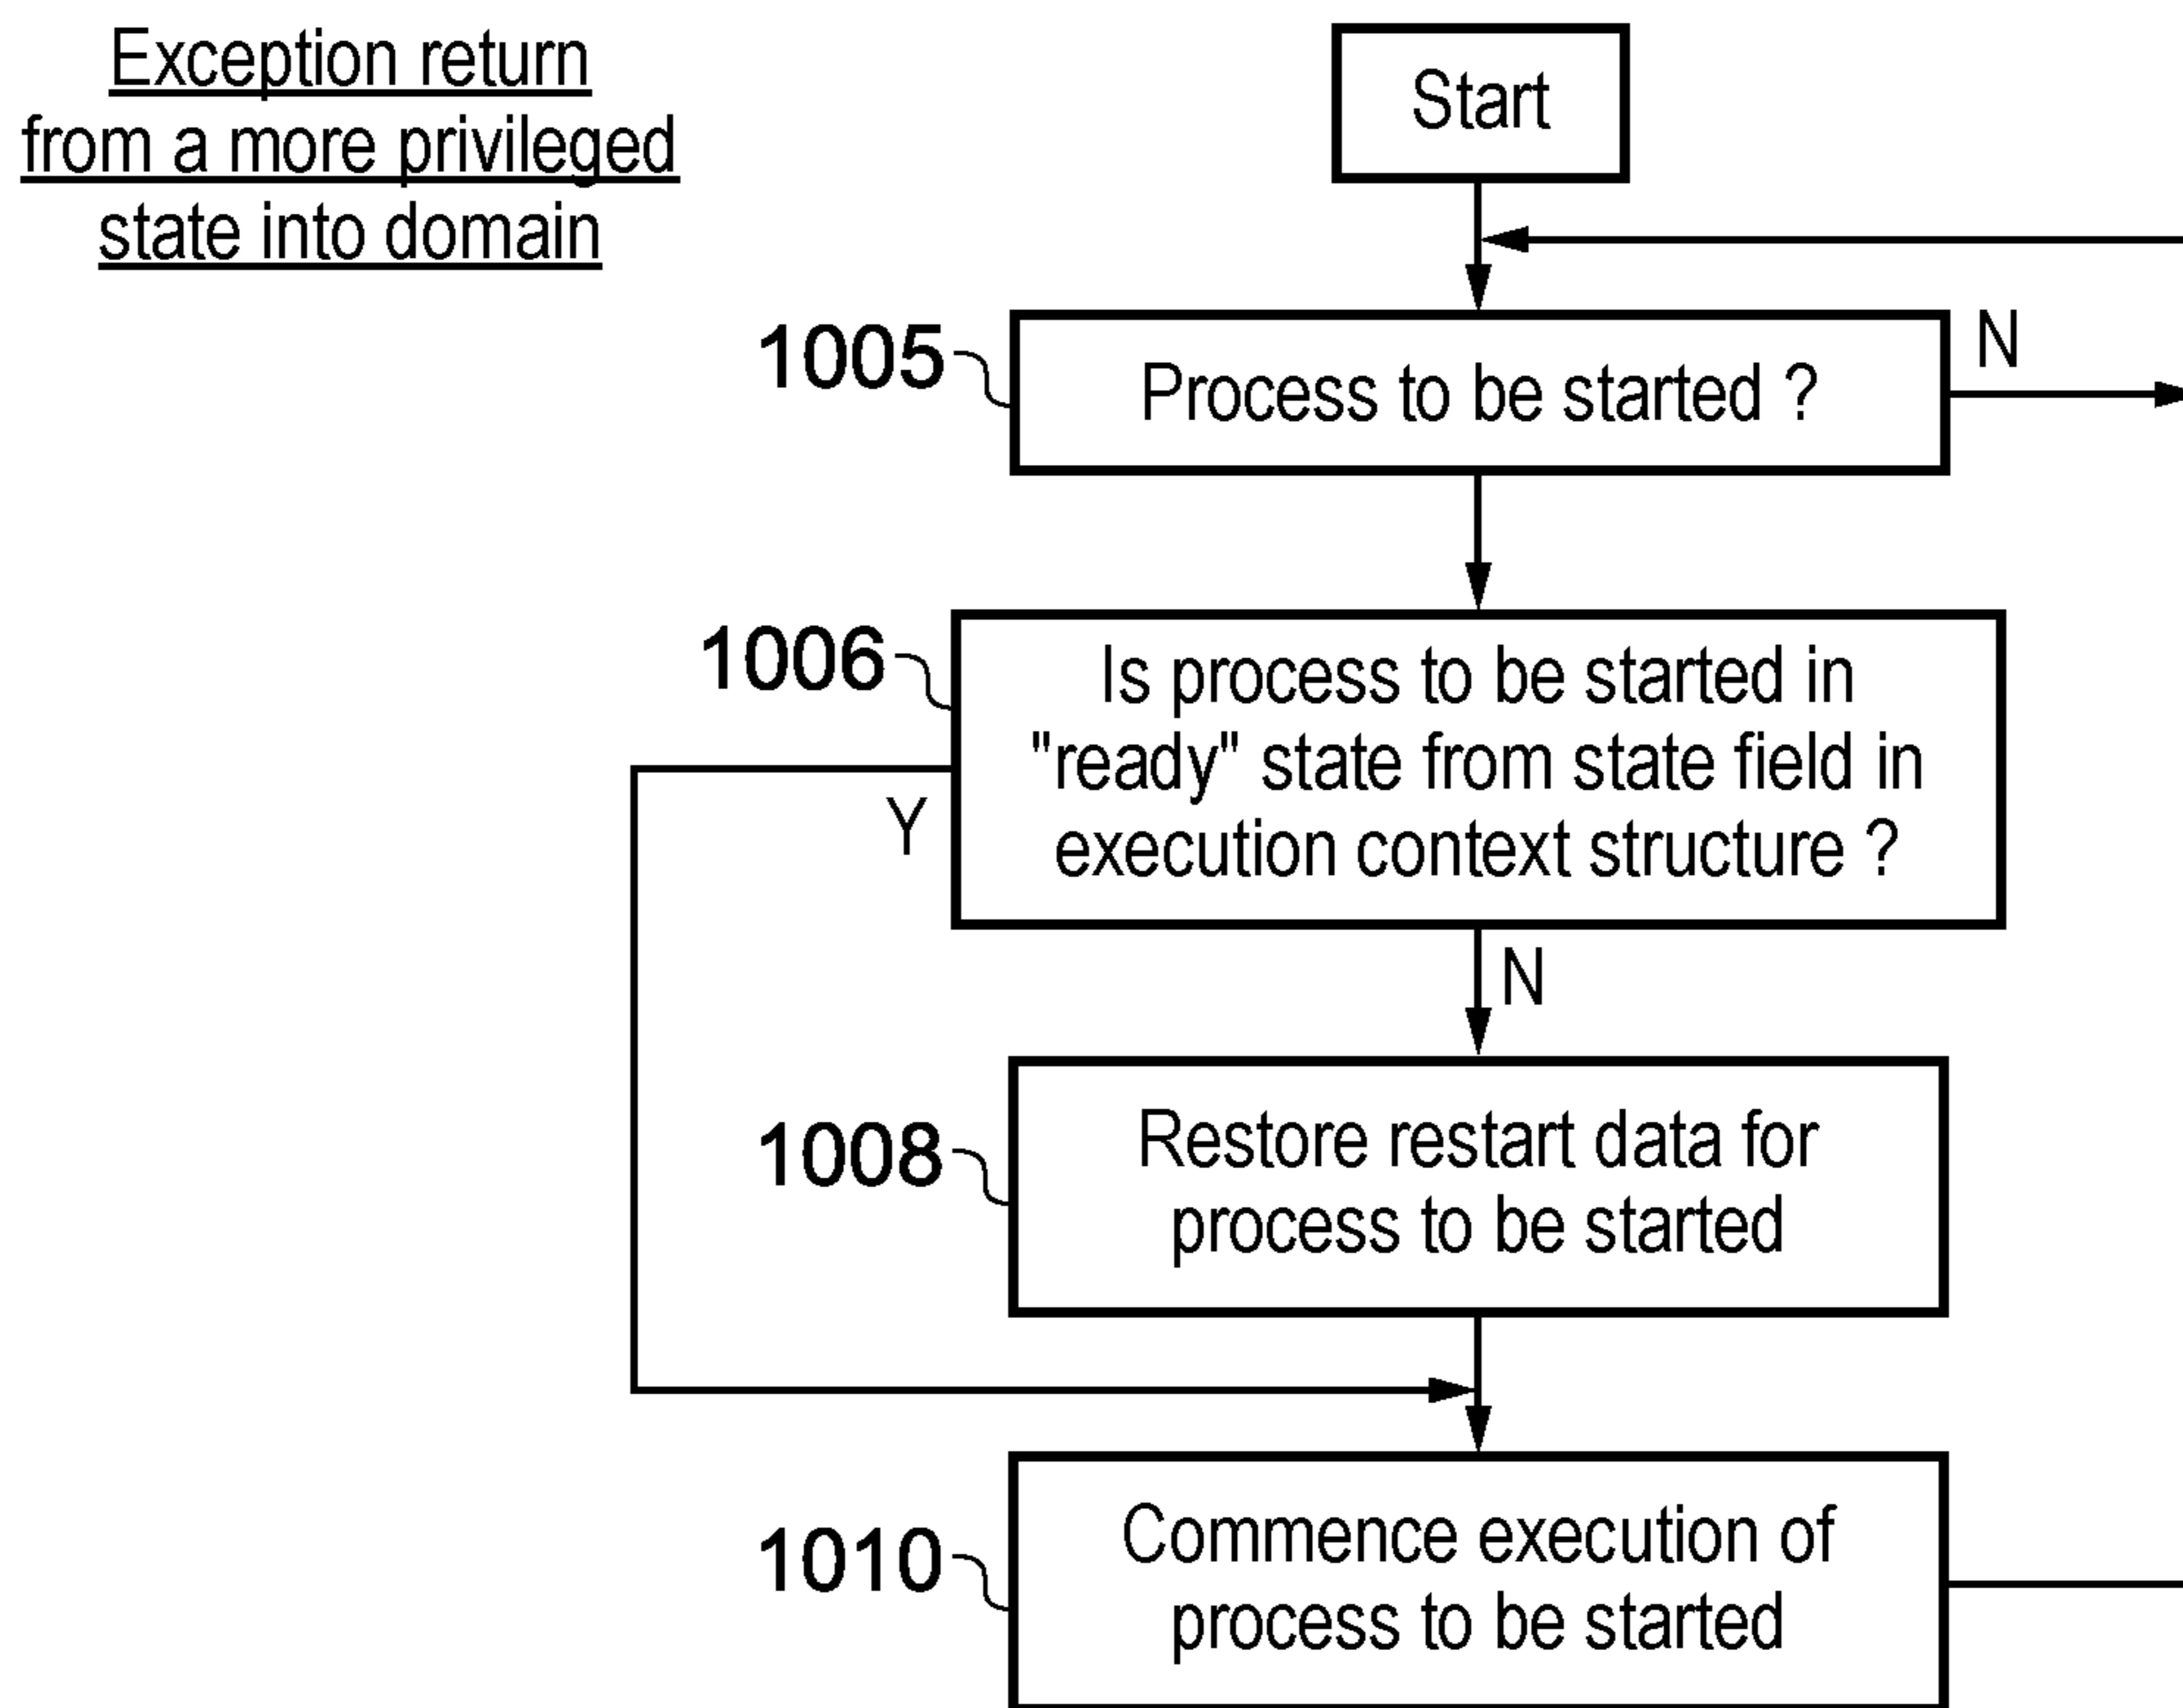 Exception return
from a more privileged
state into domain
Start
1005
Process to be started ?
N
1006
Is process to be started in
"ready" state from state field in
execution context structure ?
Y
N
1008
Restore restart data for
process to be started
1010
Commence execution of
process to be started